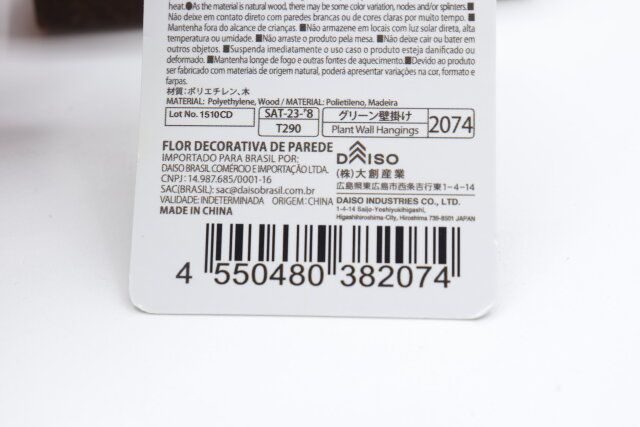 heat.●As the material is natural wood, there may be some color variation, nodes and/or splinters.■
Não deixe em contato direto com paredes brancas ou de cores claras por muito tempo.■
Mantenha fora do alcance de crianças.■Não armazene em locais com luz solar direta, alta
temperatura ou umidade.■Não arraste o produto pela mesa.■Não deixe cair ou bater em
outros objetos.■Suspenda imediatamente o uso caso o produto esteja danificado ou
deformado.■Mantenha longe de fogo e outras fontes de aquecimento.■Devido ao produto
ser fabricado com materiais de origem natural, poderá apresentar variações na cor, formato e
farpas.
材質:ポリエチレン、木
MATERIAL: Polyethylene, Wood / MATERIAL: Polietileno, Madeira
Lot No. 1510CD
SAT-23-*8
T290
グリーン壁掛け
Plant Wall Hangings
2074
FLOR DECORATIVA DE PAREDE
IMPORTADO PARA BRASIL POR:
DAISO BRASIL COMÉRCIO E IMPORTAÇÃO LTDA.
CNPJ: 14.987.685/0001-16
SAC(BRASIL): sac@daisobrasil.com.br
VALIDADE: INDETERMINADA ORIGEM: CHINA
MADE IN CHINA
DAISO
(株)大創産業
広島県東広島市西条吉行東1-4-14
DAISO INDUSTRIES CO., LTD.
1-4-14 Saijo-Yoshiyukihigashi,
Higashihiroshima-City, Hiroshima 739-8501 JAPAN
4 550480 382074